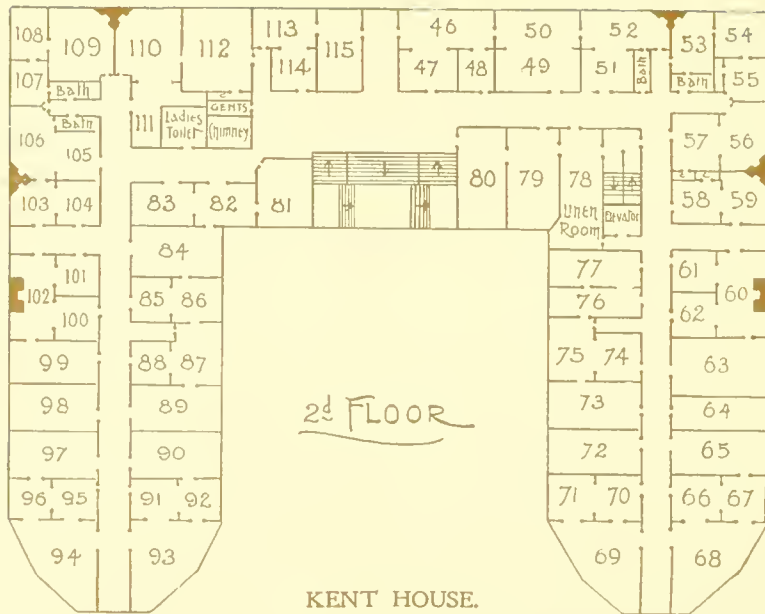 108 109 110 112 113 114 115 46 47 48 50 49 52 51 Bath 53 Bath 54 55
107 Bath
Bath
106 105
111 Ladies Toilet
GENTS
Chimney
103 104
83 82 81
80 79 78
LINEN ROOM
Elevator
57 56
58 59
84
85 86
88 87
89
90
91 92
93
101
102
100
99
98
97
96 95
94
77
76
75 74
73
72
71 70
69
61
60
62
63
64
65
66 67
68
2d FLOOR
KENT HOUSE.